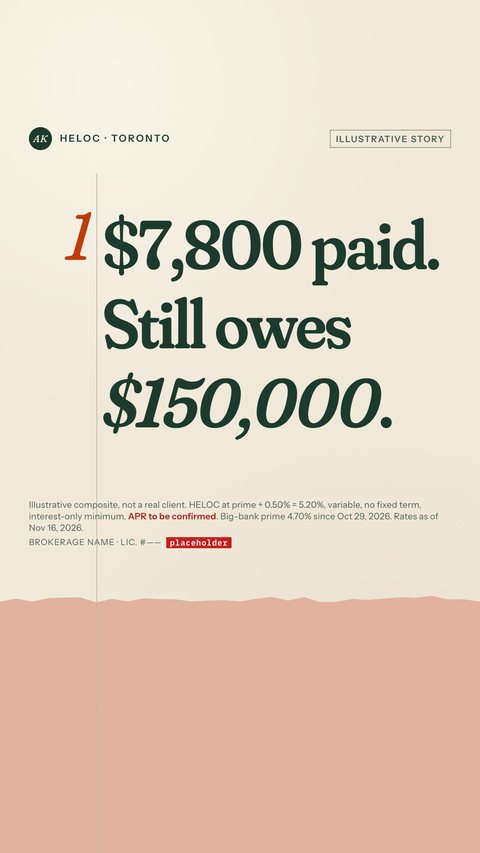 AK HELOC · TORONTO
ILLUSTRATIVE STORY
1 $7,800 paid.
Still owes
$150,000.
Illustrative composite, not a real client. HELOC at prime + 0.50% = 5.20%, variable, no fixed term,
interest-only minimum, APR to be confirmed. Big-bank prime 4.70% since Oct 29, 2026. Rates as of
Nov 16, 2026.
BROKERAGE NAME · LIC. #—— placeholder